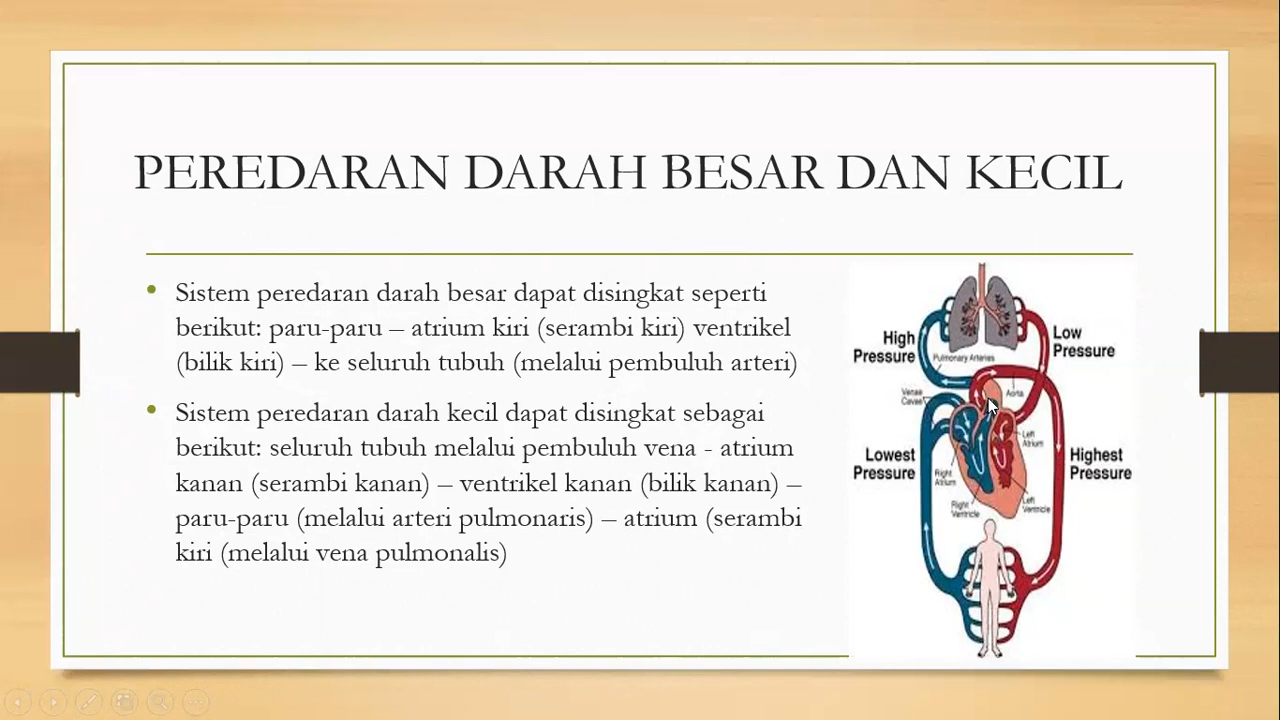 PEREDARAN DARAH BESAR DAN KECIL
Sistem peredaran darah besar dapat disingkat seperti
berikut: paru-paru – atrium kiri (serambi kiri) ventrikel
(bilik kiri) – ke seluruh tubuh (melalui pembuluh arteri)
Sistem peredaran darah kecil dapat disingkat sebagai
berikut: seluruh tubuh melalui pembuluh vena - atrium
kanan (serambi kanan) – ventrikel kanan (bilik kanan) –
paru-paru (melalui arteri pulmonaris) – atrium (serambi
kiri (melalui vena pulmonalis)
High
Pressure
Low
Pressure
Pulmonary Arteries
Venae
Cavae
Aorta
Left
Atrium
Lowest
Pressure
Highest
Pressure
Right
Atrium
Right
Ventricle
Left
Ventricle